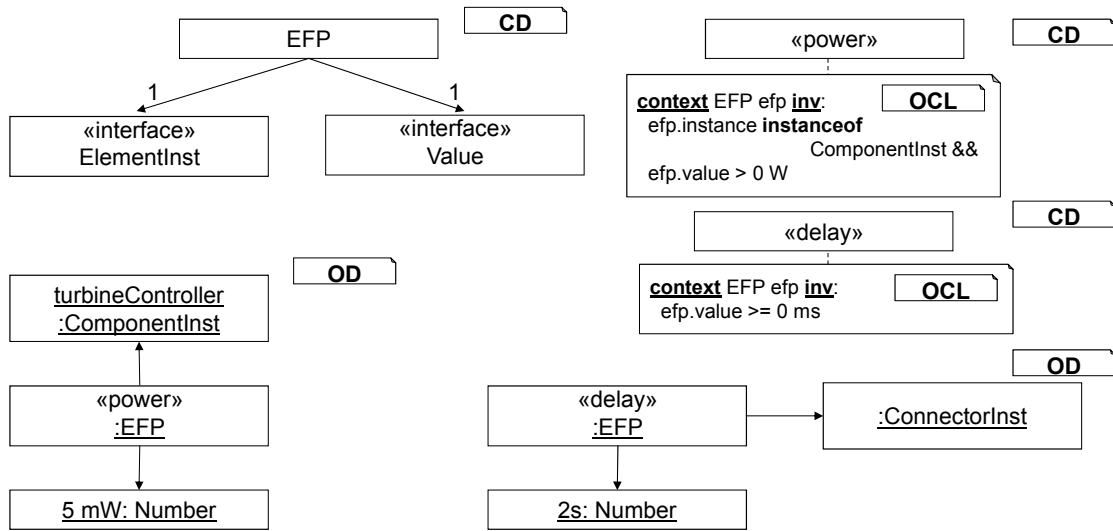 CD
EFP
1
1
«interface»
ElementInst
«interface»
Value
CD
«power»
context EFP efp inv:
OCL
efp.instance instanceof
ComponentInst &&
efp.value > 0 W
CD
«delay»
context EFP efp inv:
OCL
efp.value >= 0 ms
OD
turbineController
:ComponentInst
«power»
:EFP
5 mW: Number
OD
«delay»
:EFP
:ConnectorInst
2s: Number